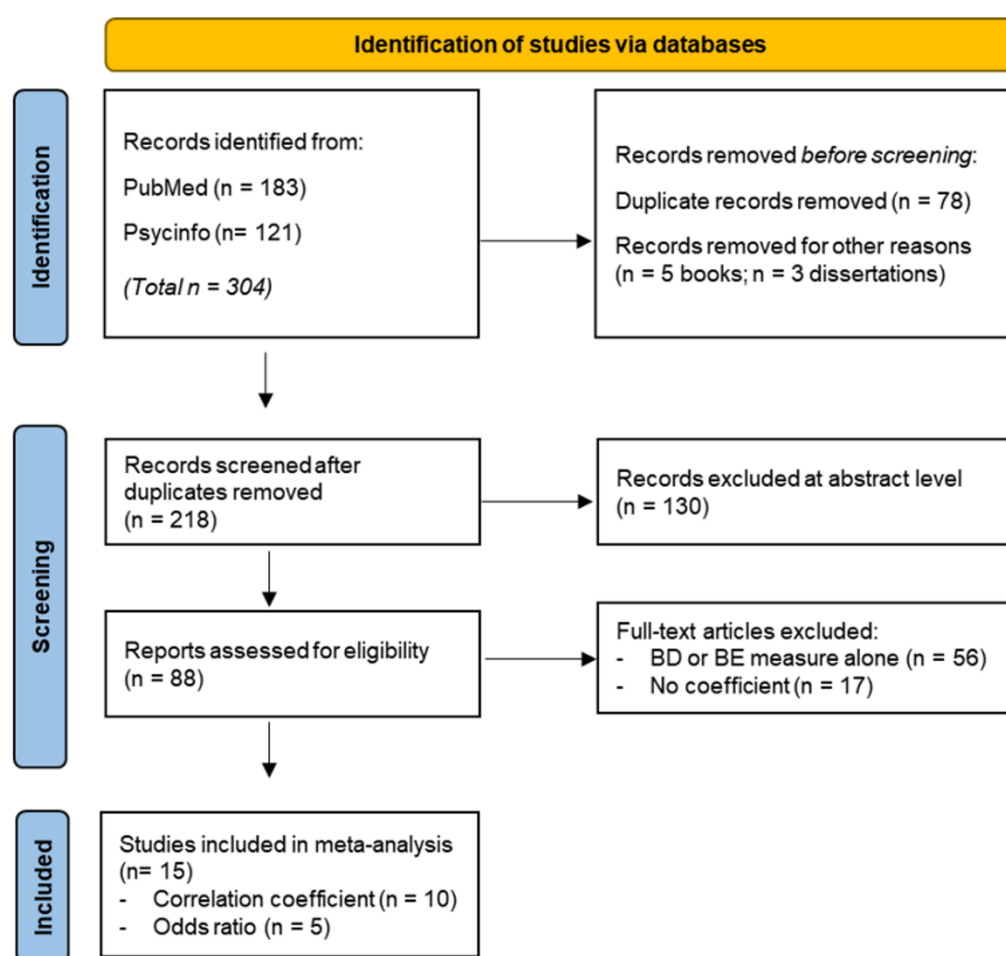 Identification of studies via databases
Identification
Records identified from:
PubMed (n = 183)
Psycinfo (n= 121)
(Total n = 304)
Records removed before screening:
Duplicate records removed (n = 78)
Records removed for other reasons
(n = 5 books; n = 3 dissertations)
Screening
Records screened after
duplicates removed
(n = 218)
Records excluded at abstract level
(n = 130)
Reports assessed for eligibility
(n = 88)
Full-text articles excluded:
- BD or BE measure alone (n = 56)
- No coefficient (n = 17)
Included
Studies included in meta-analysis
(n= 15)
- Correlation coefficient (n = 10)
- Odds ratio (n = 5)